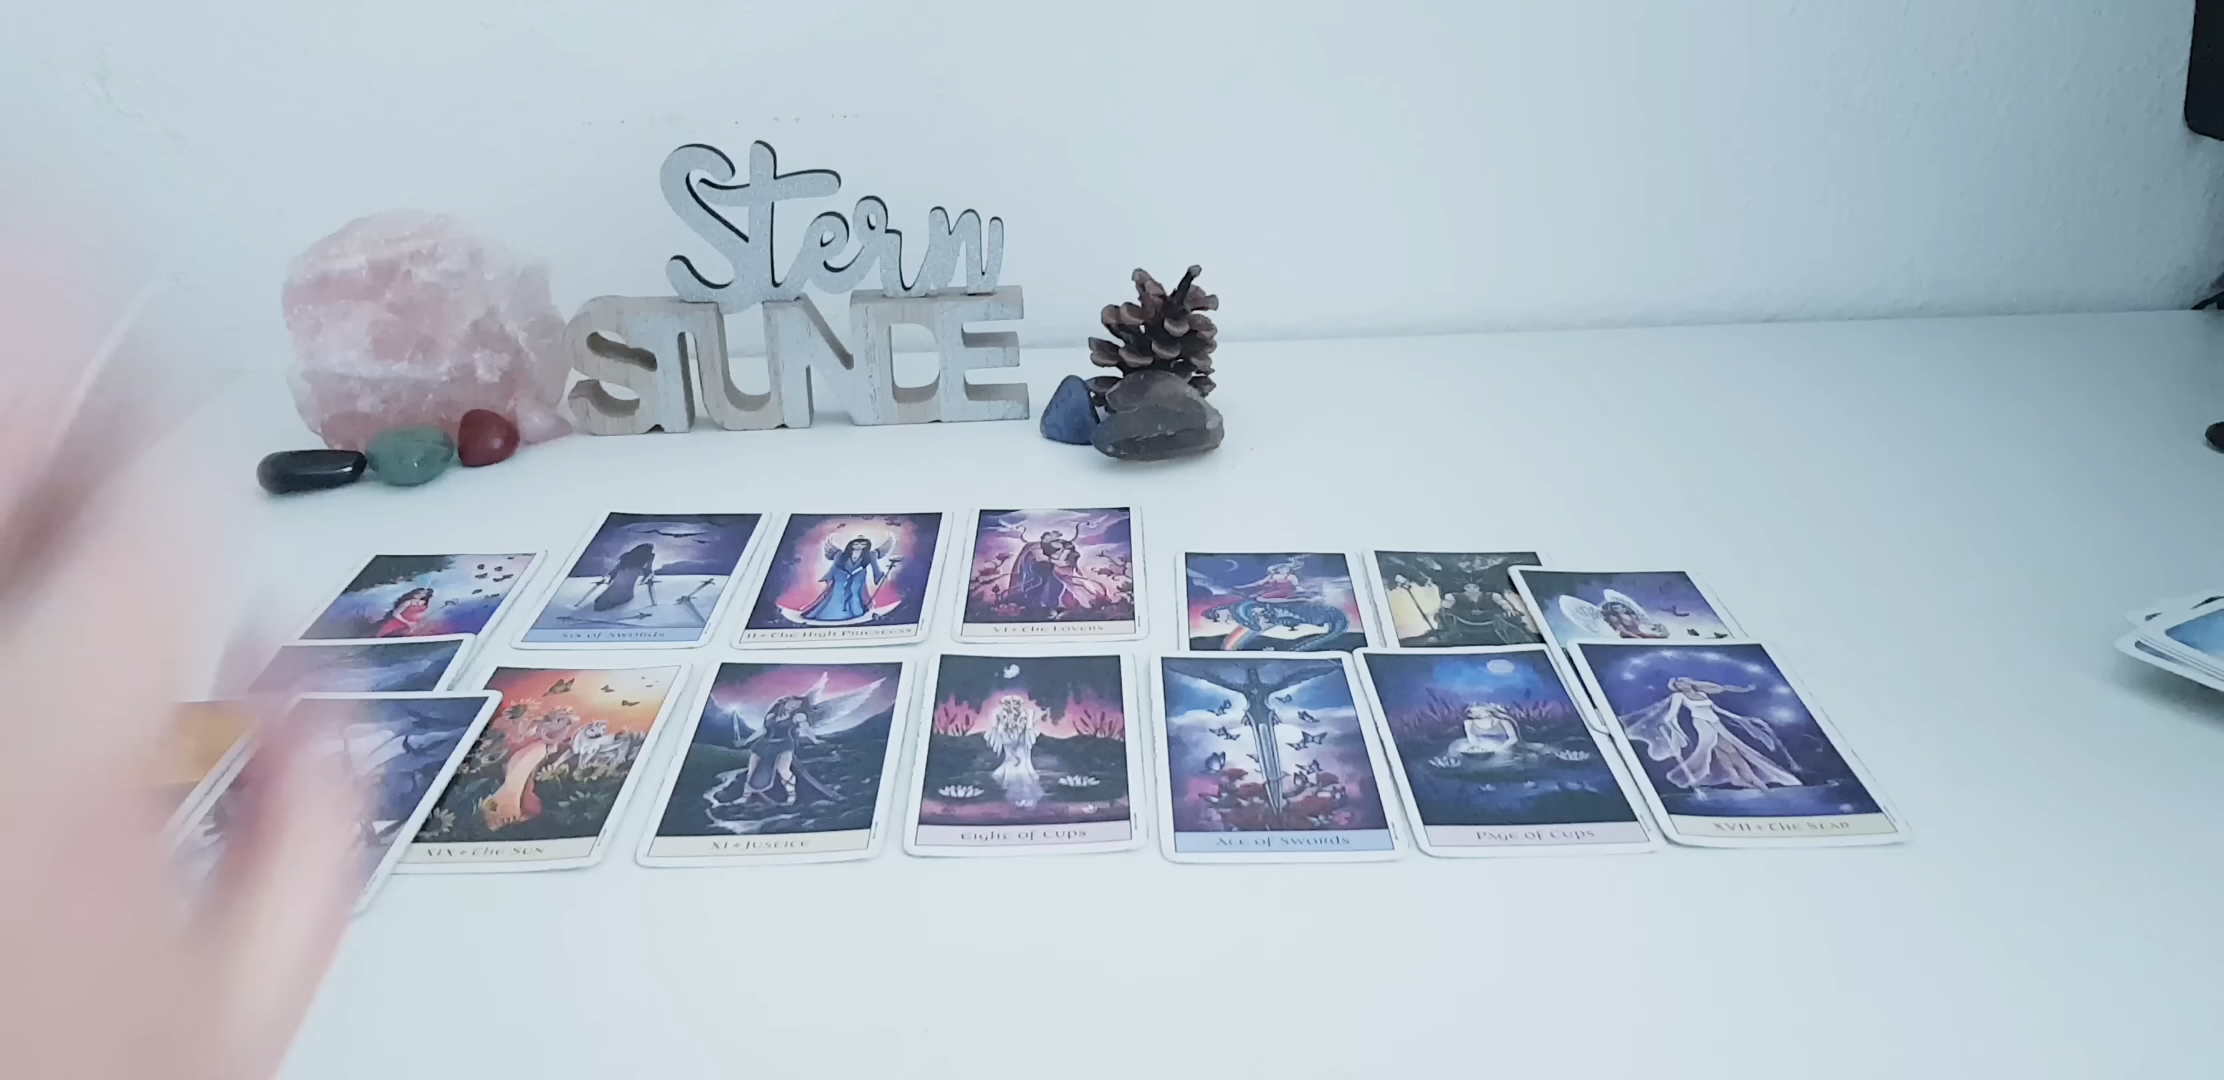 Stern
STUNDE
SIX OF SWORDS
II + THE HIGH PRIESTESS
VI + THE LOVERS
XIX + THE SUN
XI + JUSTICE
EIGHT OF CUPS
ACE OF SWORDS
PAGE OF CUPS
XVII + THE STAR